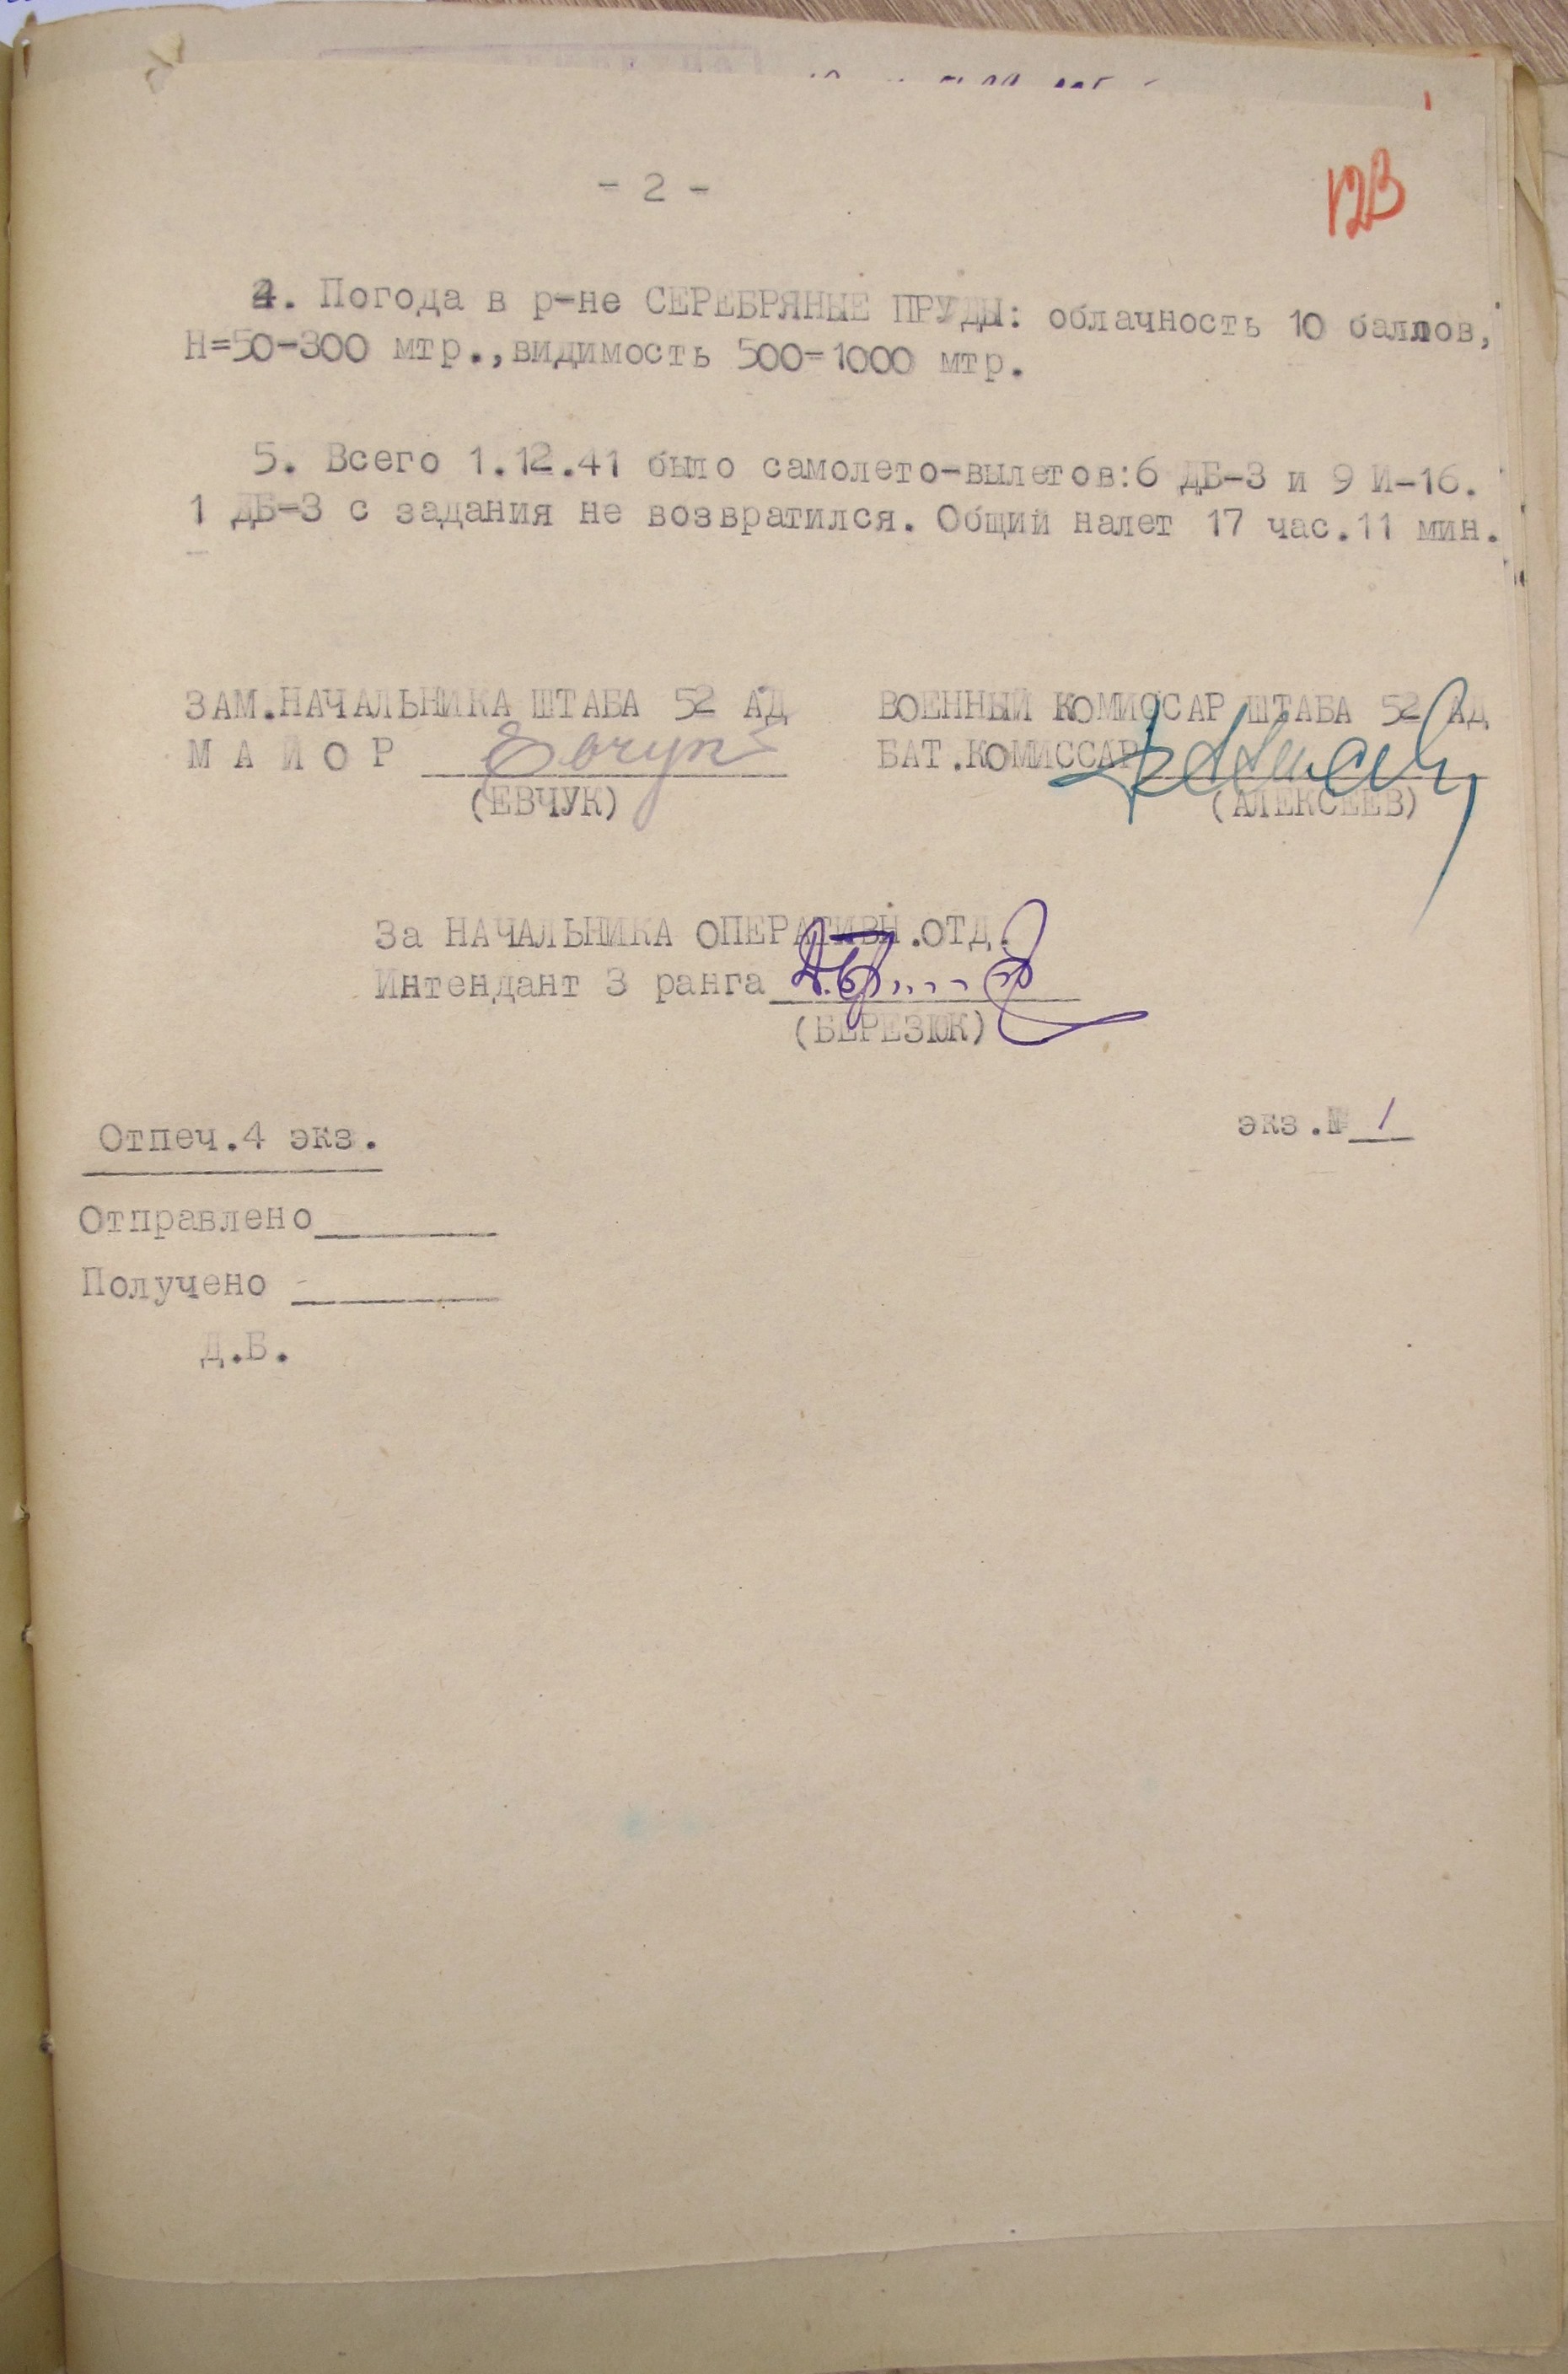 - 2 -
123
4. Погода в р-не СЕРЕБРЯНЫЕ ПРУДЫ: облачность 10 баллов,
Н=50-300 мтр.,видимость 500-1000 мтр.
5. Всего 1.12.41 было самолето-вылетов:6 ДБ-3 и 9 И-16.
1 ДБ-3 с задания не возвратился. Общий налет 17 час.11 мин.
ЗАМ.НАЧАЛЬНИКА ШТАБА 52 АД
М А Й О Р Евчук
(ЕВЧУК)
ВОЕННЫЙ КОМИССАР ШТАБА 52 АД
БАТ.КОМИССАР
(АЛЕКСЕЕВ)
За НАЧАЛЬНИКА ОПЕРАТИВН.ОТД.
Интендант 3 ранга
(БЕРЕЗЮК)
Отпеч.4 экз.
экз.№ 1
Отправлено
Получено
Д.Б.